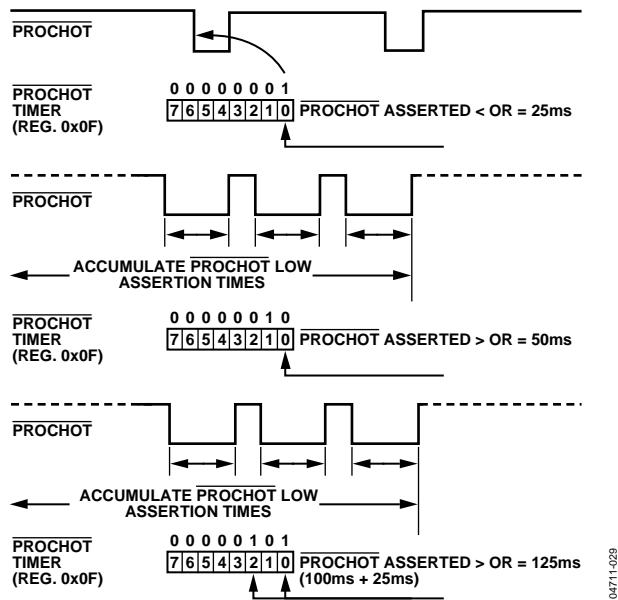 PROCHOT
PROCHOT
TIMER
(REG. 0x0F)
0 0 0 0 0 0 0 1
7 6 5 4 3 2 1 0
PROCHOT ASSERTED < OR = 25ms
PROCHOT
ACCUMULATE PROCHOT LOW
ASSERTION TIMES
PROCHOT
TIMER
(REG. 0x0F)
0 0 0 0 0 0 1 0
7 6 5 4 3 2 1 0
PROCHOT ASSERTED > OR = 50ms
PROCHOT
ACCUMULATE PROCHOT LOW
ASSERTION TIMES
PROCHOT
TIMER
(REG. 0x0F)
0 0 0 0 0 1 0 1
7 6 5 4 3 2 1 0
PROCHOT ASSERTED > OR = 125ms
(100ms + 25ms)
04711-029